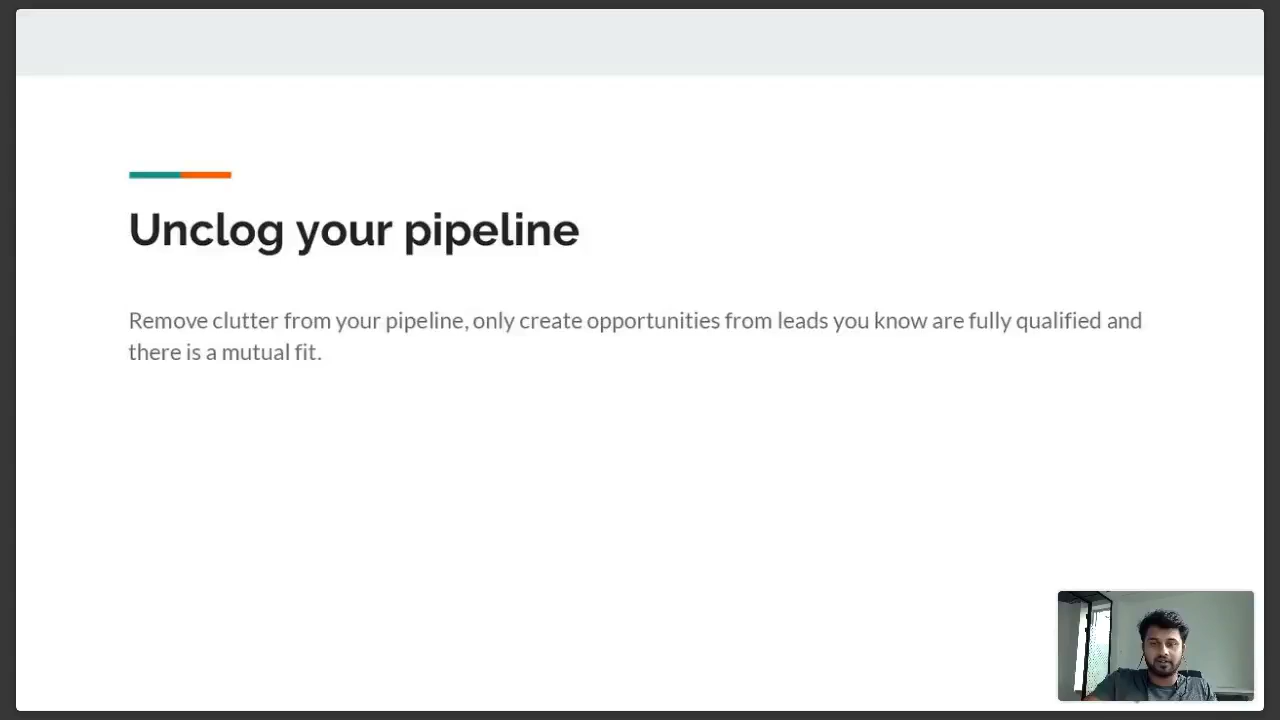 Unclog your pipeline
Remove clutter from your pipeline, only create opportunities from leads you know are fully qualified and
there is a mutual fit.